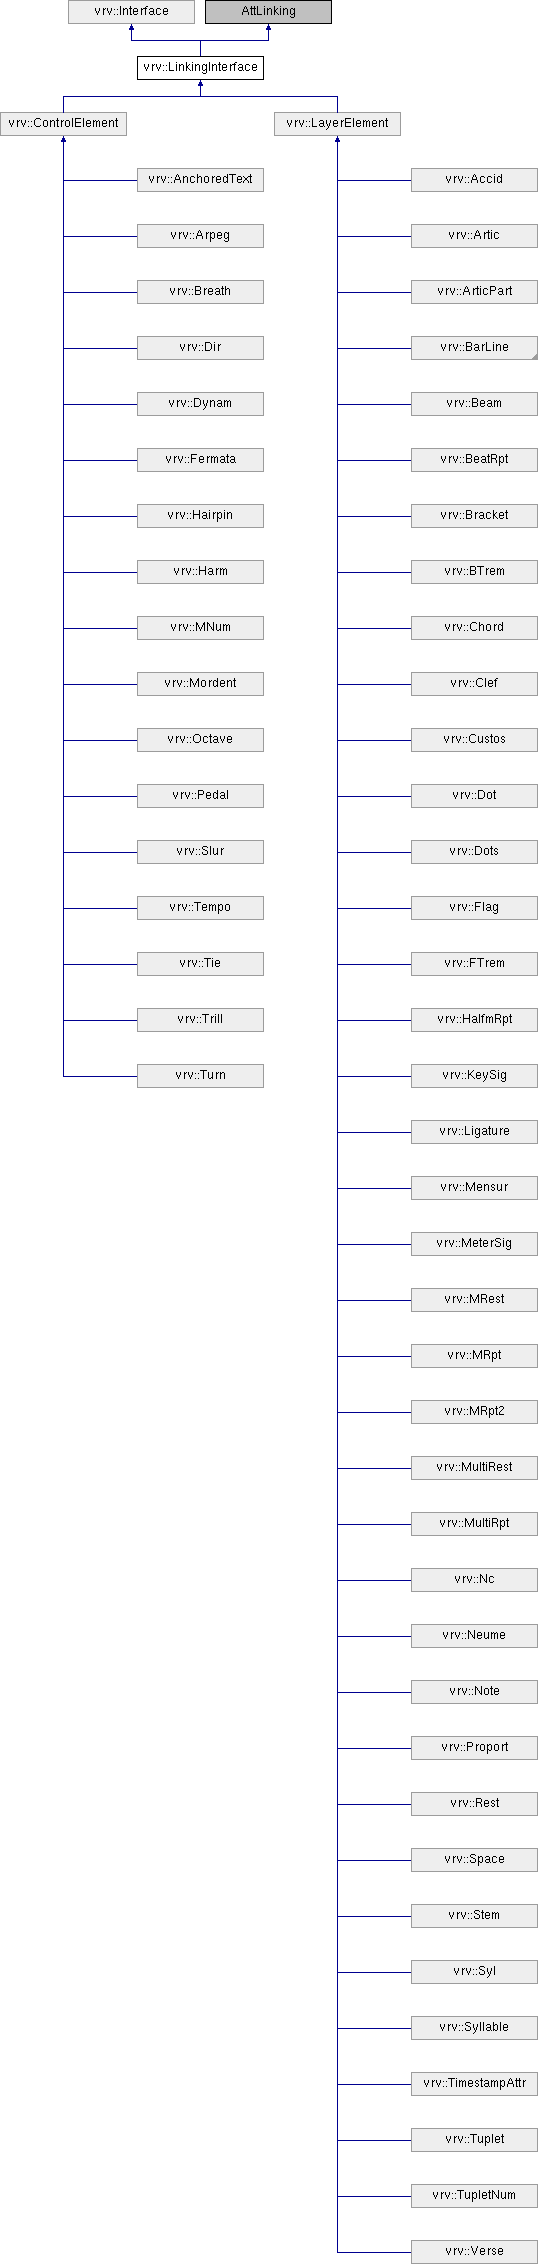 vrv::Interface
AttLinking
vrv::LinkingInterface
vrv::ControlElement
vrv::LayerElement
vrv::AnchoredText
vrv::Accid
vrv::Arpeg
vrv::Artic
vrv::Breath
vrv::ArticPart
vrv::Dir
vrv::BarLine
vrv::Dynam
vrv::Beam
vrv::Fermata
vrv::BeatRpt
vrv::Hairpin
vrv::Bracket
vrv::Harm
vrv::BTrem
vrv::MNum
vrv::Chord
vrv::Mordent
vrv::Clef
vrv::Octave
vrv::Custos
vrv::Pedal
vrv::Dot
vrv::Slur
vrv::Dots
vrv::Tempo
vrv::Flag
vrv::Tie
vrv::FTrem
vrv::Trill
vrv::HalfmRpt
vrv::Turn
vrv::KeySig
vrv::Ligature
vrv::Mensur
vrv::MeterSig
vrv::MRest
vrv::MRpt
vrv::MRpt2
vrv::MultiRest
vrv::MultiRpt
vrv::Nc
vrv::Neume
vrv::Note
vrv::Proport
vrv::Rest
vrv::Space
vrv::Stem
vrv::Syl
vrv::Syllable
vrv::TimestampAttr
vrv::Tuplet
vrv::TupletNum
vrv::Verse